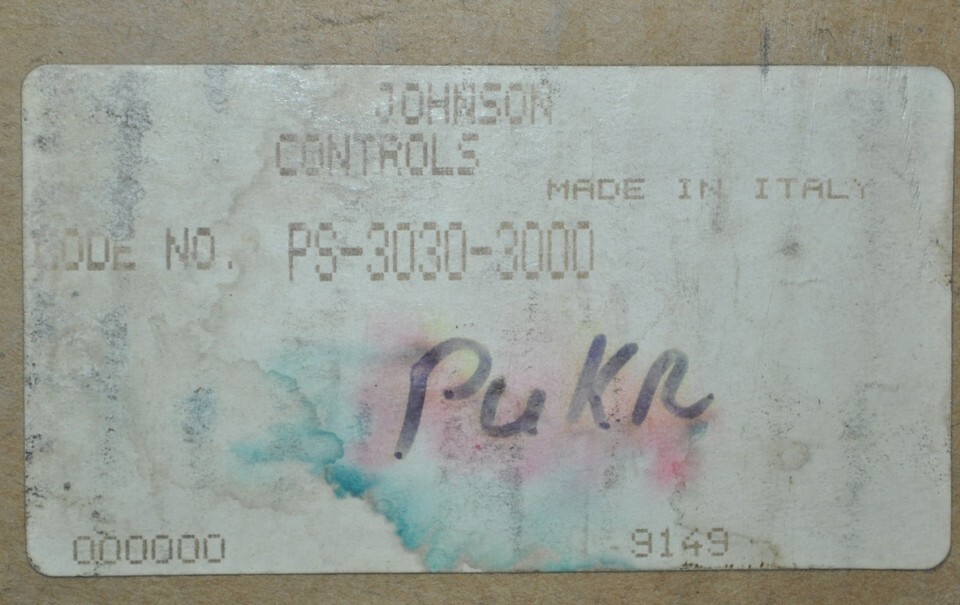 JOHNSON
CONTROLS
MADE IN ITALY
CODE NO. PS-3030-3000
PuKR
000000 9149